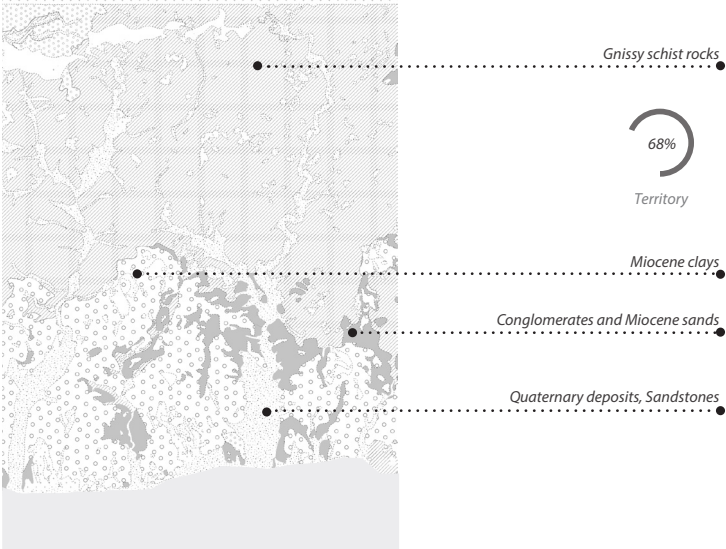 Gnissy schist rocks
68%
Territory
Miocene clays
Conglomerates and Miocene sands
Quaternary deposits, Sandstones